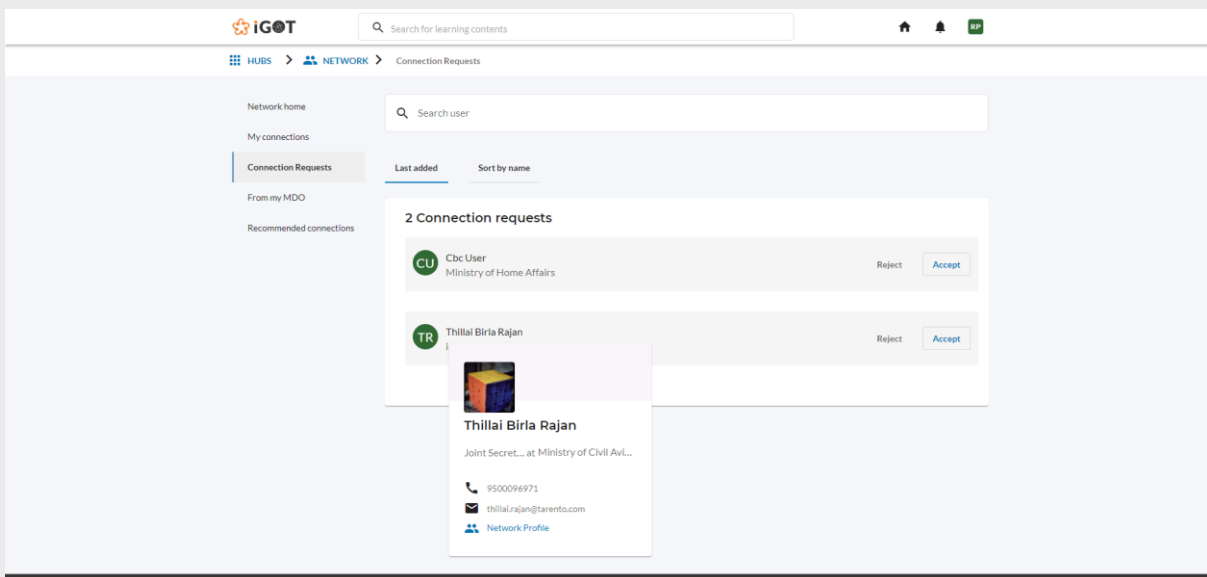 iGOT
Search for learning contents
RP
HUBS
NETWORK
Connection Requests
Network home
My connections
Connection Requests
From my MDO
Recommended connections
Search user
Last added
Sort by name
2 Connection requests
CU
Cbc User
Ministry of Home Affairs
Reject
Accept
TR
Thillai Birla Rajan
Reject
Accept
Thillai Birla Rajan
Joint Secret... at Ministry of Civil Avi...
9500096971
thillai.rajan@tarento.com
Network Profile